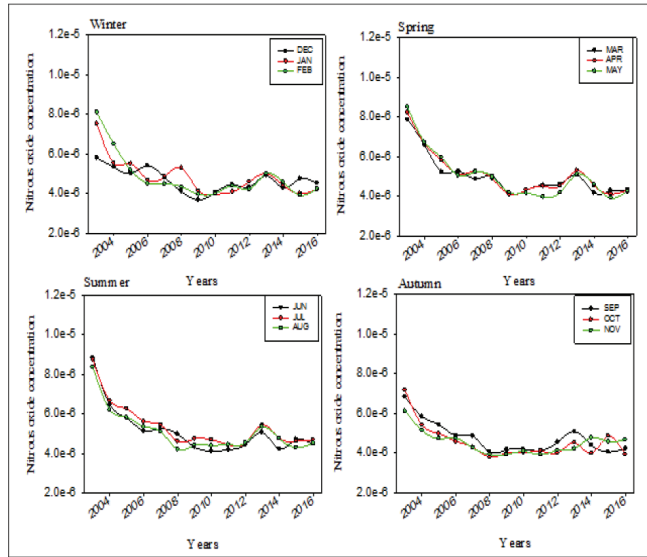 Winter
1.2e-5
DEC
JAN
FEB
1.0e-5
8.0e-6
6.0e-6
4.0e-6
2.0e-6
Nitrous oxide concentration
2004 2006 2008 2010 2012 2014 2016
Years
Spring
1.2e-5
MAR
APR
MAY
1.0e-5
8.0e-6
6.0e-6
4.0e-6
2.0e-6
Nitrous oxide concentration
2004 2006 2008 2010 2012 2014 2016
Years
Summer
1.2e-5
JUN
JUL
AUG
1.0e-5
8.0e-6
6.0e-6
4.0e-6
2.0e-6
Nitrous oxide concentration
2004 2006 2008 2010 2012 2014 2016
Years
Autumn
1.2e-5
SEP
OCT
NOV
1.0e-5
8.0e-6
6.0e-6
4.0e-6
2.0e-6
Nitrous oxide concentration
2004 2006 2008 2010 2012 2014 2016
Years